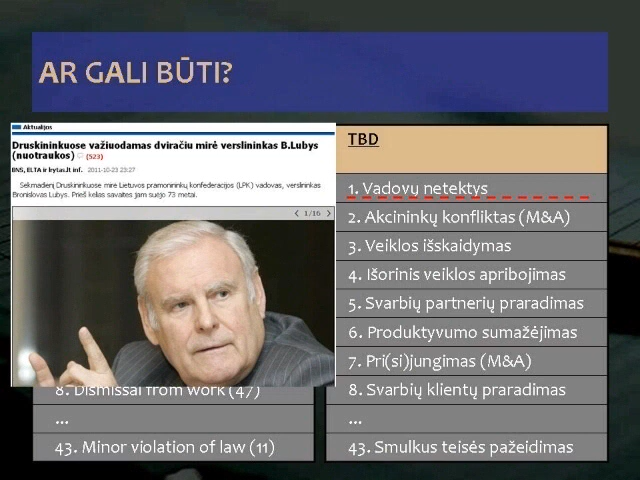 AR GALI BŪTI?
Aktualijos
Druskininkuose važiuodamas dviračiu mirė verslininkas B.Lubys
(nuotraukos) (523)
BNS, ELTA ir lrytas.lt inf. 2011-10-23 23:27
Sekmadienį Druskininkuose mirė Lietuvos pramonininkų konfederacijos (LPK) vadovas, verslininkas
Bronislovas Lubys. Prieš kelias savaites jam suėjo 73 metai.
1/16
8. Dismissal from work (47)
...
43. Minor violation of law (11)
TBD
1. Vadovų netektys
2. Akcininkų konfliktas (M&A)
3. Veiklos išskaidymas
4. Išorinis veiklos apribojimas
5. Svarbių partnerių praradimas
6. Produktyvumo sumažėjimas
7. Pri(si)jungimas (M&A)
8. Svarbių klientų praradimas
...
43. Smulkus teisės pažeidimas